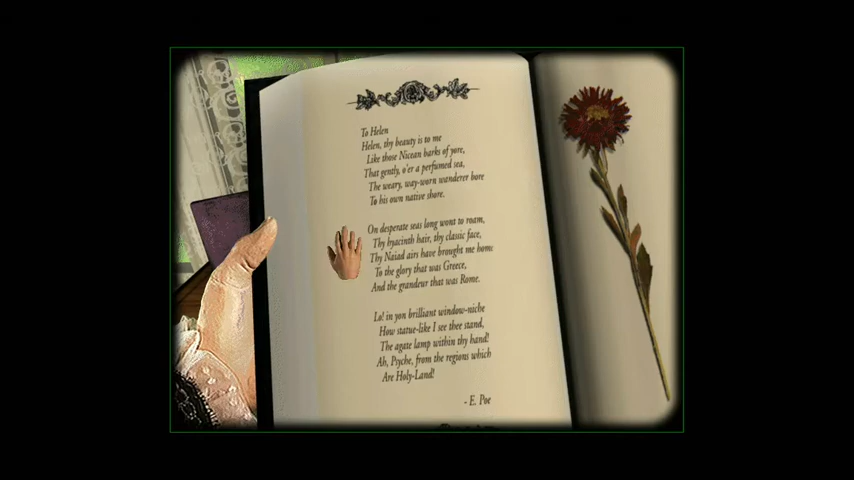 To Helen
Helen, thy beauty is to me
Like those Nicean barks of yore,
That gently, o'er a perfumed sea,
The weary, way-worn wanderer bore
To his own native shore.
On desperate seas long wont to roam,
Thy hyacinth hair, thy classic face,
Thy Naiad airs have brought me home
To the glory that was Greece,
And the grandeur that was Rome.
Lo! in yon brilliant window-niche
How statue-like I see thee stand,
The agate lamp within thy hand!
Ah, Psyche, from the regions which
Are Holy-Land!
- E. Poe